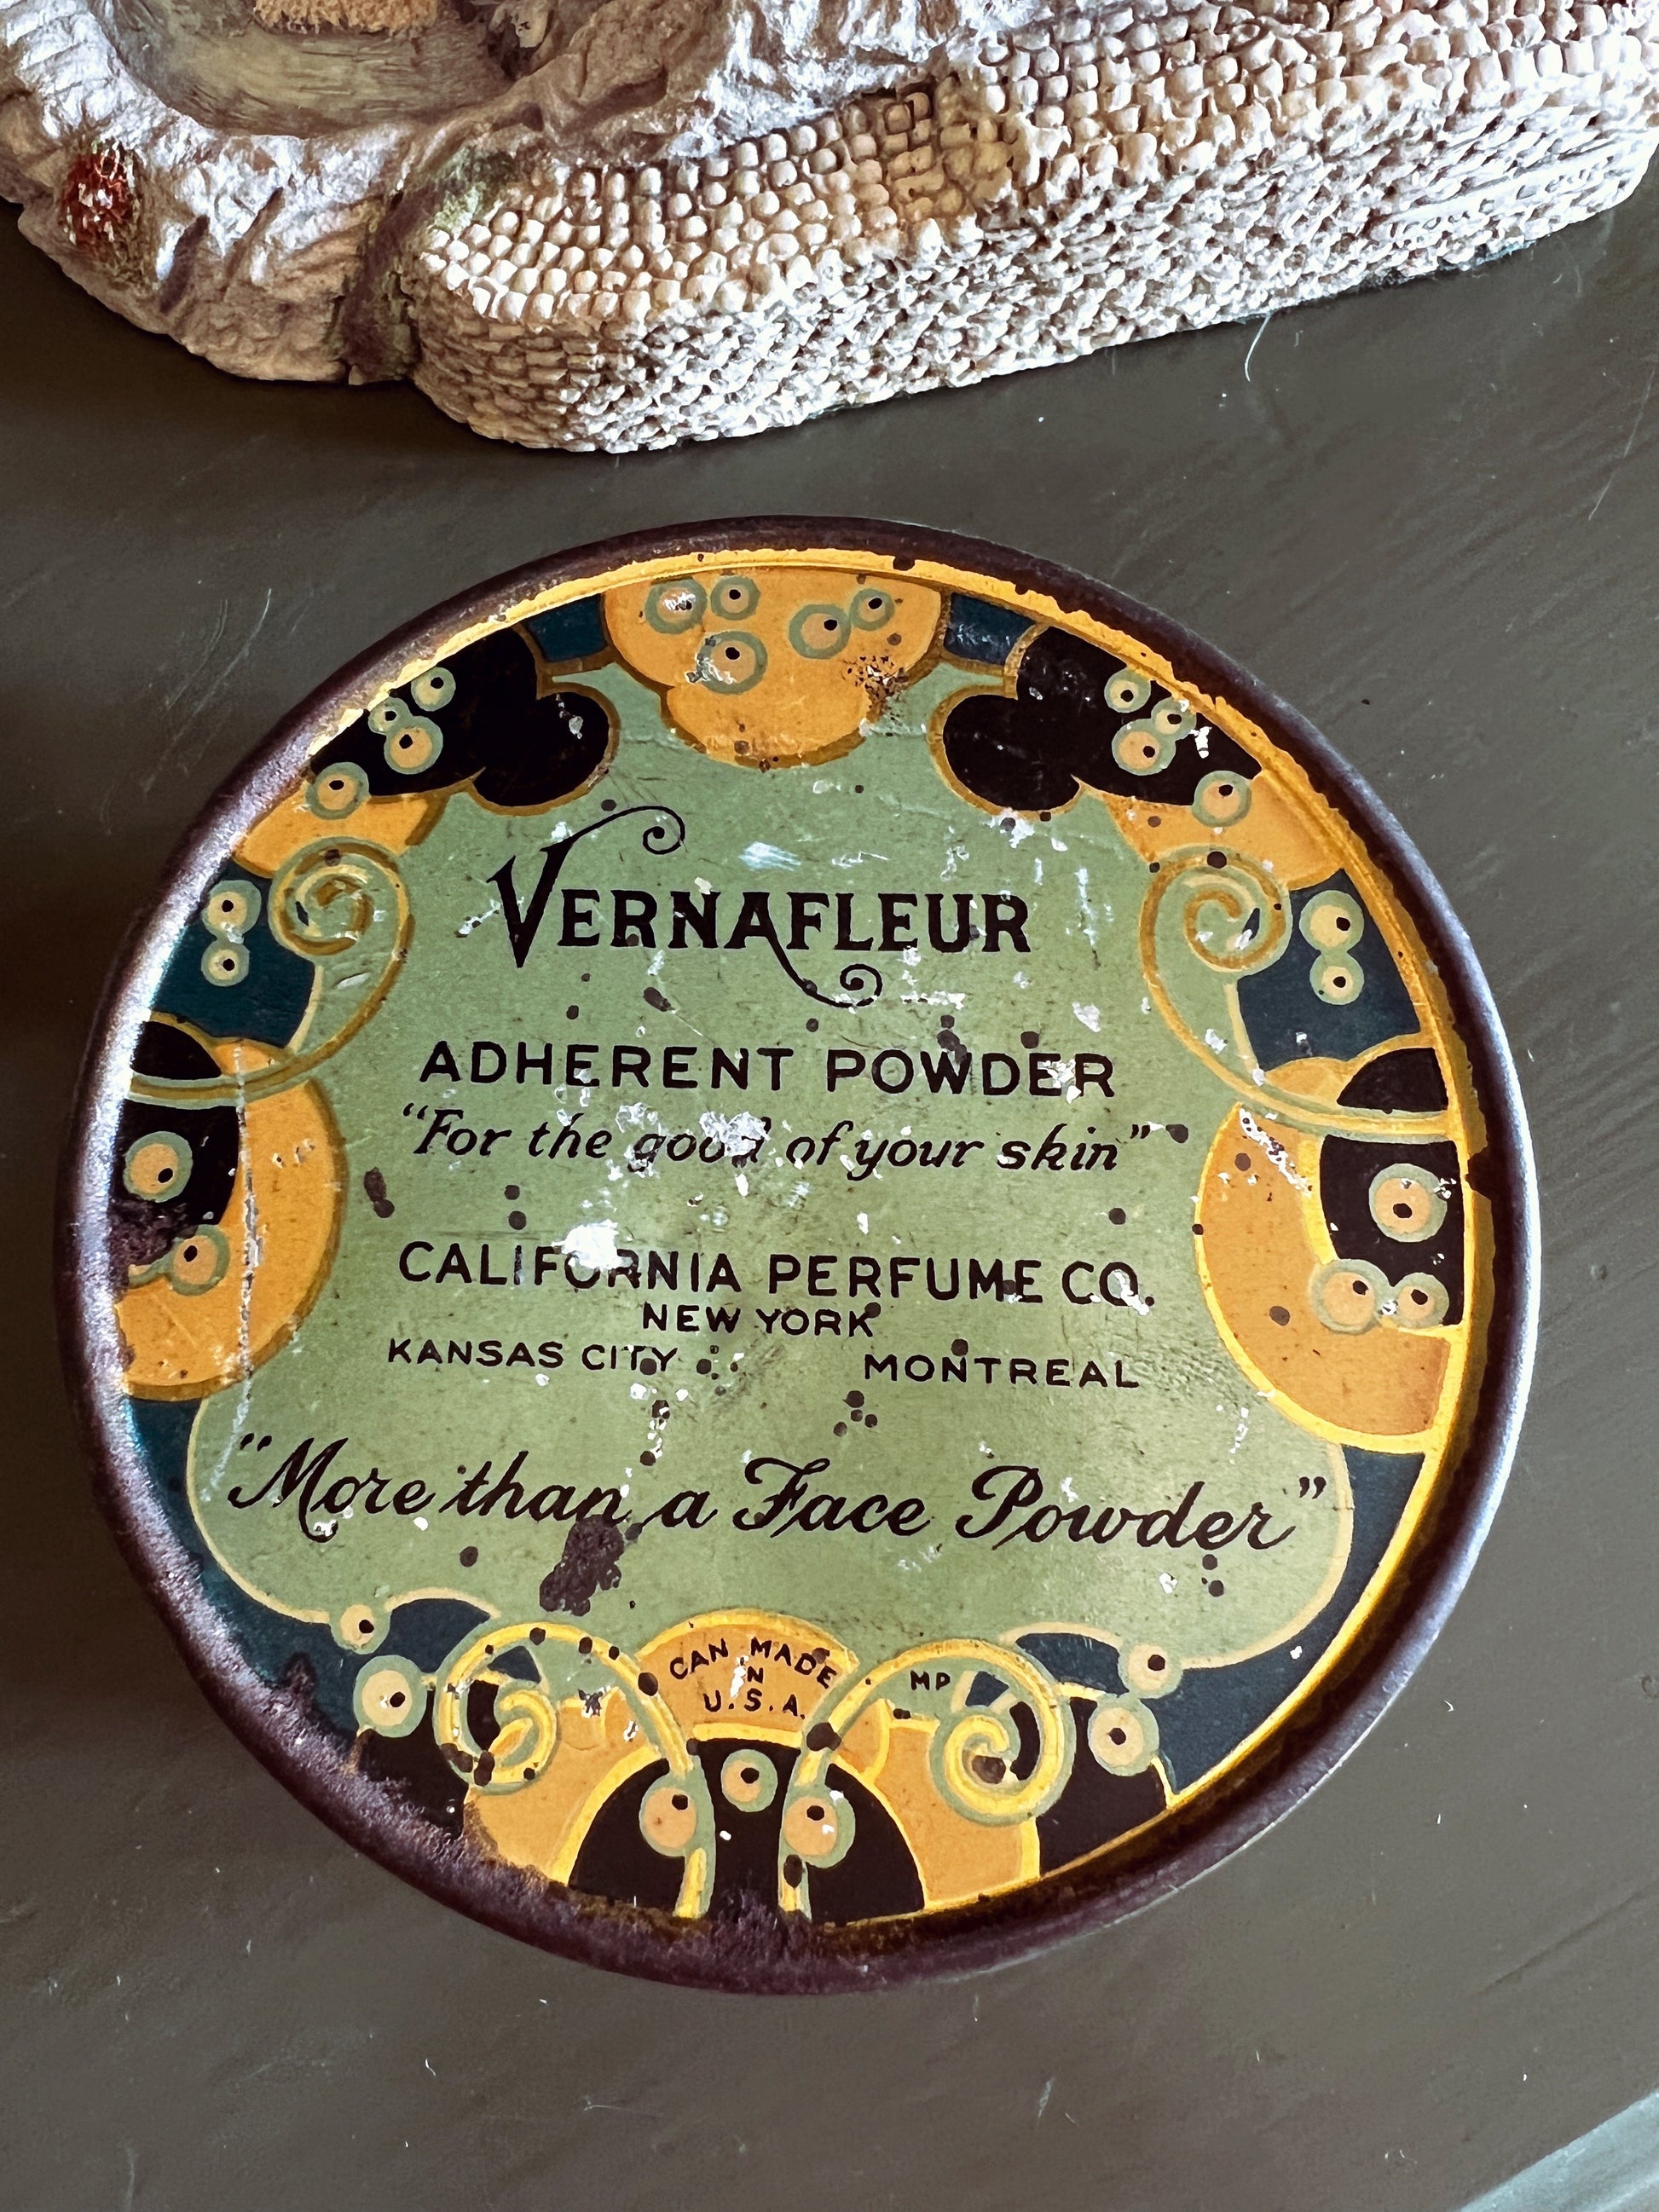 VERNAFLEUR
ADHERENT POWDER
"For the good of your skin"
CALIFORNIA PERFUME CO.
NEW YORK
KANSAS CITY MONTREAL
"More than a Face Powder"
CAN MADE
IN
U.S.A.
MP